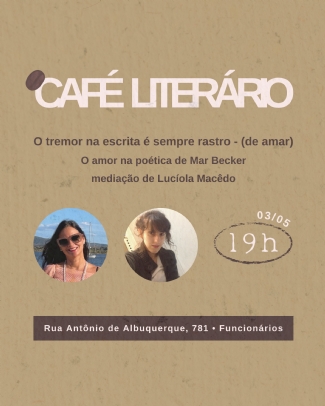 CAFÉ LITERÁRIO
O tremor na escrita é sempre rastro - (de amar)
O amor na poética de Mar Becker
mediação de Lucíola Macêdo
03/05
19h
Rua Antônio de Albuquerque, 781 • Funcionários